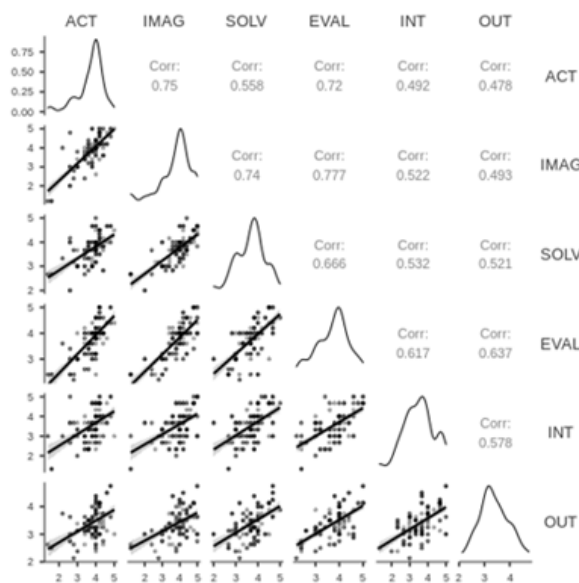 ACT IMAG SOLV EVAL INT OUT
0.75
0.50
0.25
0.00
Corr: Corr: Corr: Corr: Corr:
0.75 0.558 0.72 0.492 0.478
ACT
5
4
3
2
Corr: Corr: Corr: Corr:
0.74 0.777 0.522 0.493
IMAG
5
4
3
2
Corr: Corr: Corr:
0.666 0.532 0.521
SOLV
5
4
3
Corr: Corr:
0.617 0.637
EVAL
5
4
3
2
Corr:
0.578
INT
4
3
2
OUT
2 3 4 5 2 3 4 5 2 3 4 5 3 4 5 2 3 4 5 2 3 4